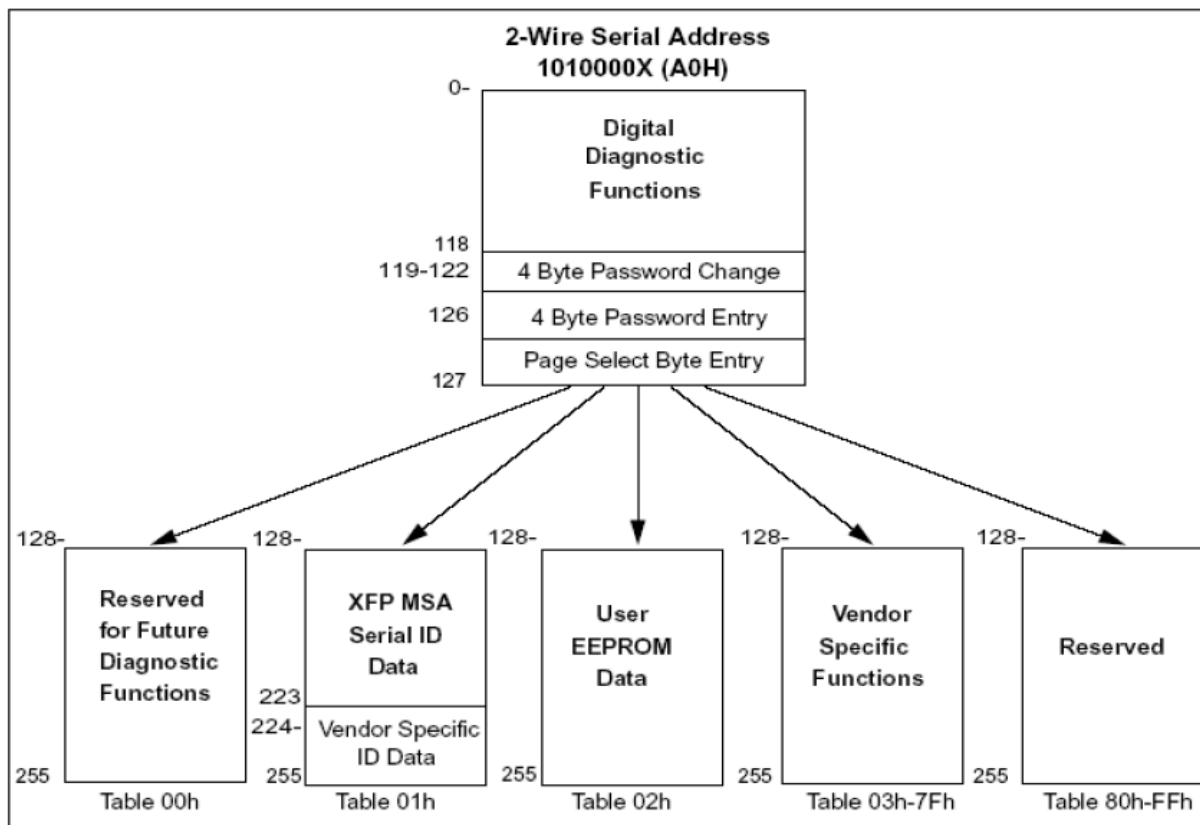 2-Wire Serial Address
1010000X (A0H)
0-
Digital
Diagnostic
Functions
118
119-122
4 Byte Password Change
126
4 Byte Password Entry
Page Select Byte Entry
127
128-
Reserved
for Future
Diagnostic
Functions
255
Table 00h
128-
XFP MSA
Serial ID
Data
223
224-
Vendor Specific
ID Data
255
Table 01h
128-
User
EEPROM
Data
255
Table 02h
128-
Vendor
Specific
Functions
255
Table 03h-7Fh
128-
Reserved
255
Table 80h-FFh